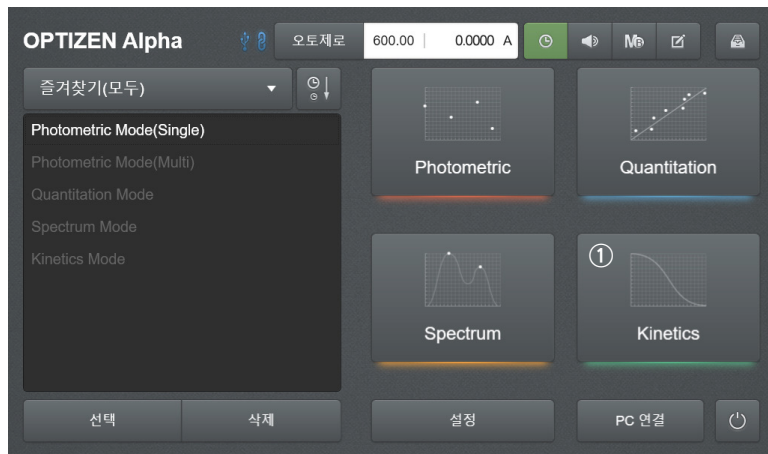 OPTIZEN Alpha 오토제로 600.00 0.0000 A MB
즐겨찾기(모두)
Photometric Mode(Single)
Photometric Mode(Multi)
Quantitation Mode
Spectrum Mode
Kinetics Mode
Photometric
Quantitation
①
Spectrum
Kinetics
선택 삭제 설정 PC 연결